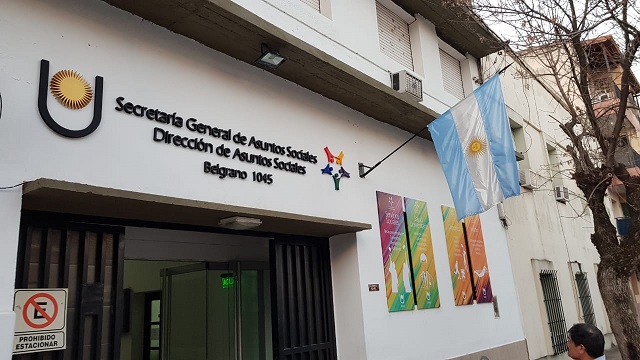 Secretaría General de Asuntos Sociales
Dirección de Asuntos Sociales
Belgrano 1045
E
PROHIBIDO
ESTACIONAR